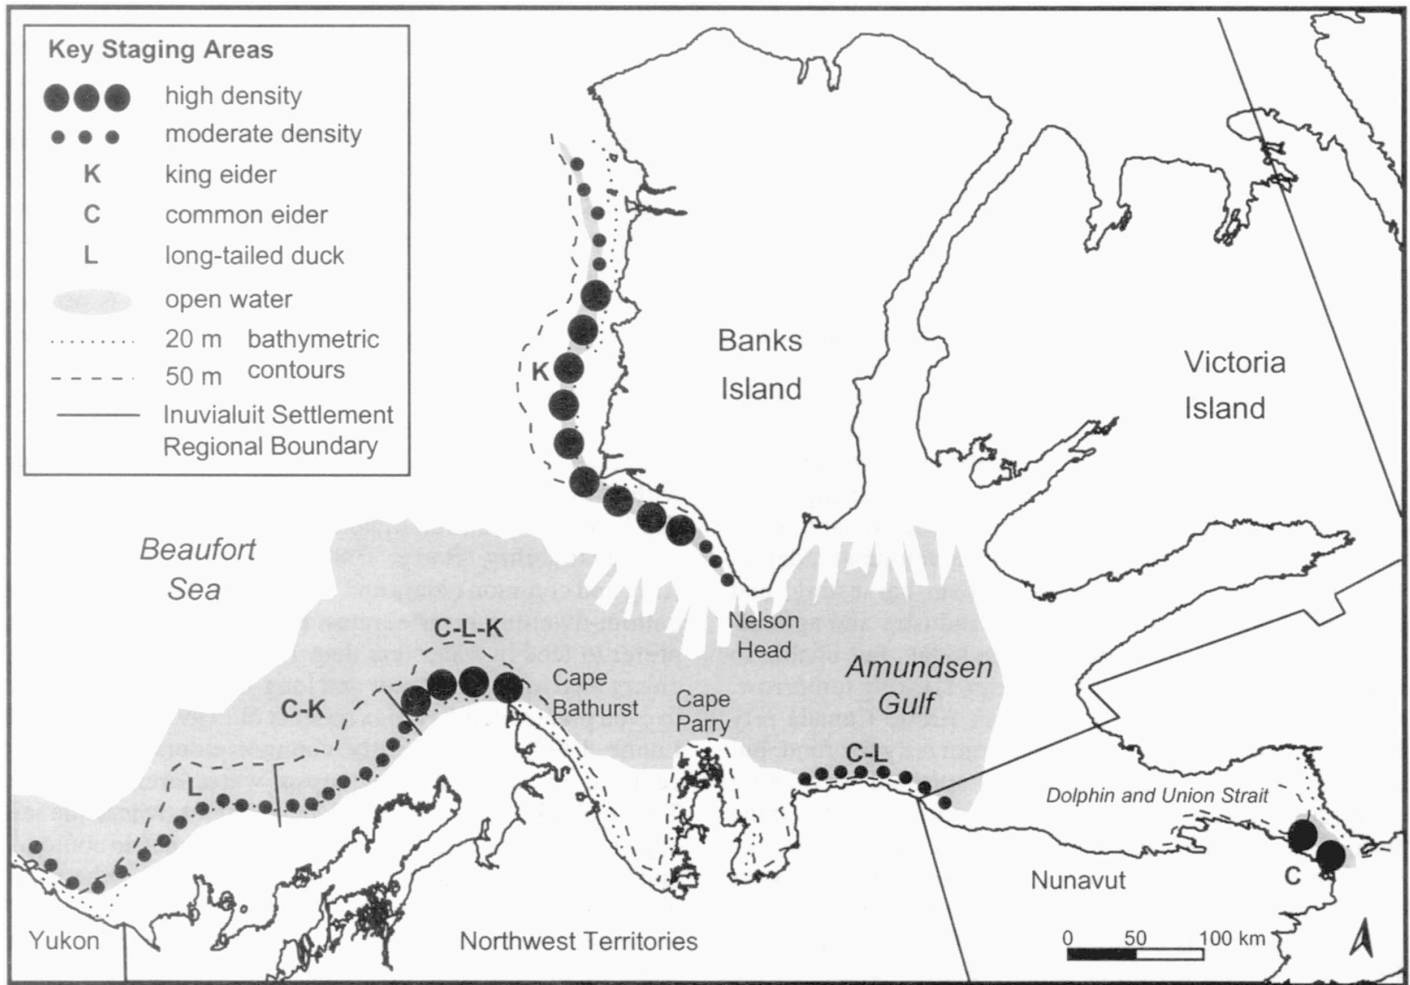 Key Staging Areas
high density
moderate density
K king eider
C common eider
L long-tailed duck
open water
20 m bathymetric
50 m contours
Inuvialuit Settlement
Regional Boundary
Banks
Island
Victoria
Island
K
Beaufort
Sea
Nelson
Head
C-L-K
Cape
Bathurst
Cape
Parry
Amundsen
Gulf
C-K
C-L
L
Dolphin and Union Strait
C
Nunavut
Yukon
Northwest Territories
0 50 100 km